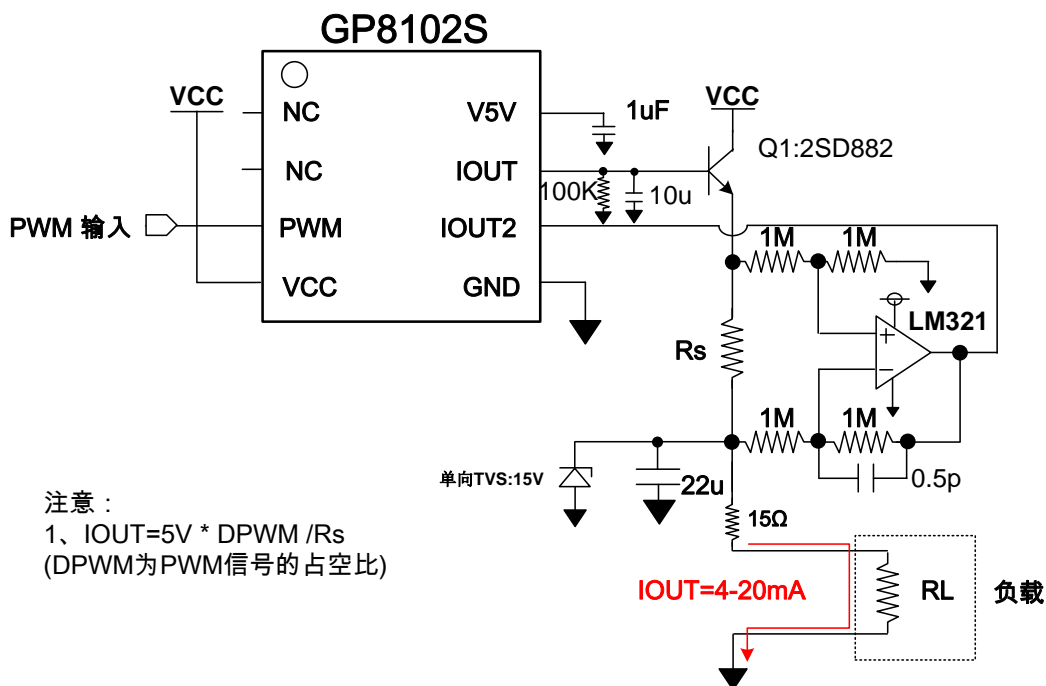 GP8102S
VCC
NC
V5V
1uF
VCC
NC
IOUT
100K
10u
Q1:2SD882
PWM 输入
PWM
IOUT2
VCC
GND
1M
1M
LM321
+
−
Rs
1M
1M
0.5p
单向TVS:15V
22u
15Ω
注意：
1、IOUT=5V * DPWM /Rs
(DPWM为PWM信号的占空比)
IOUT=4-20mA
RL
负载